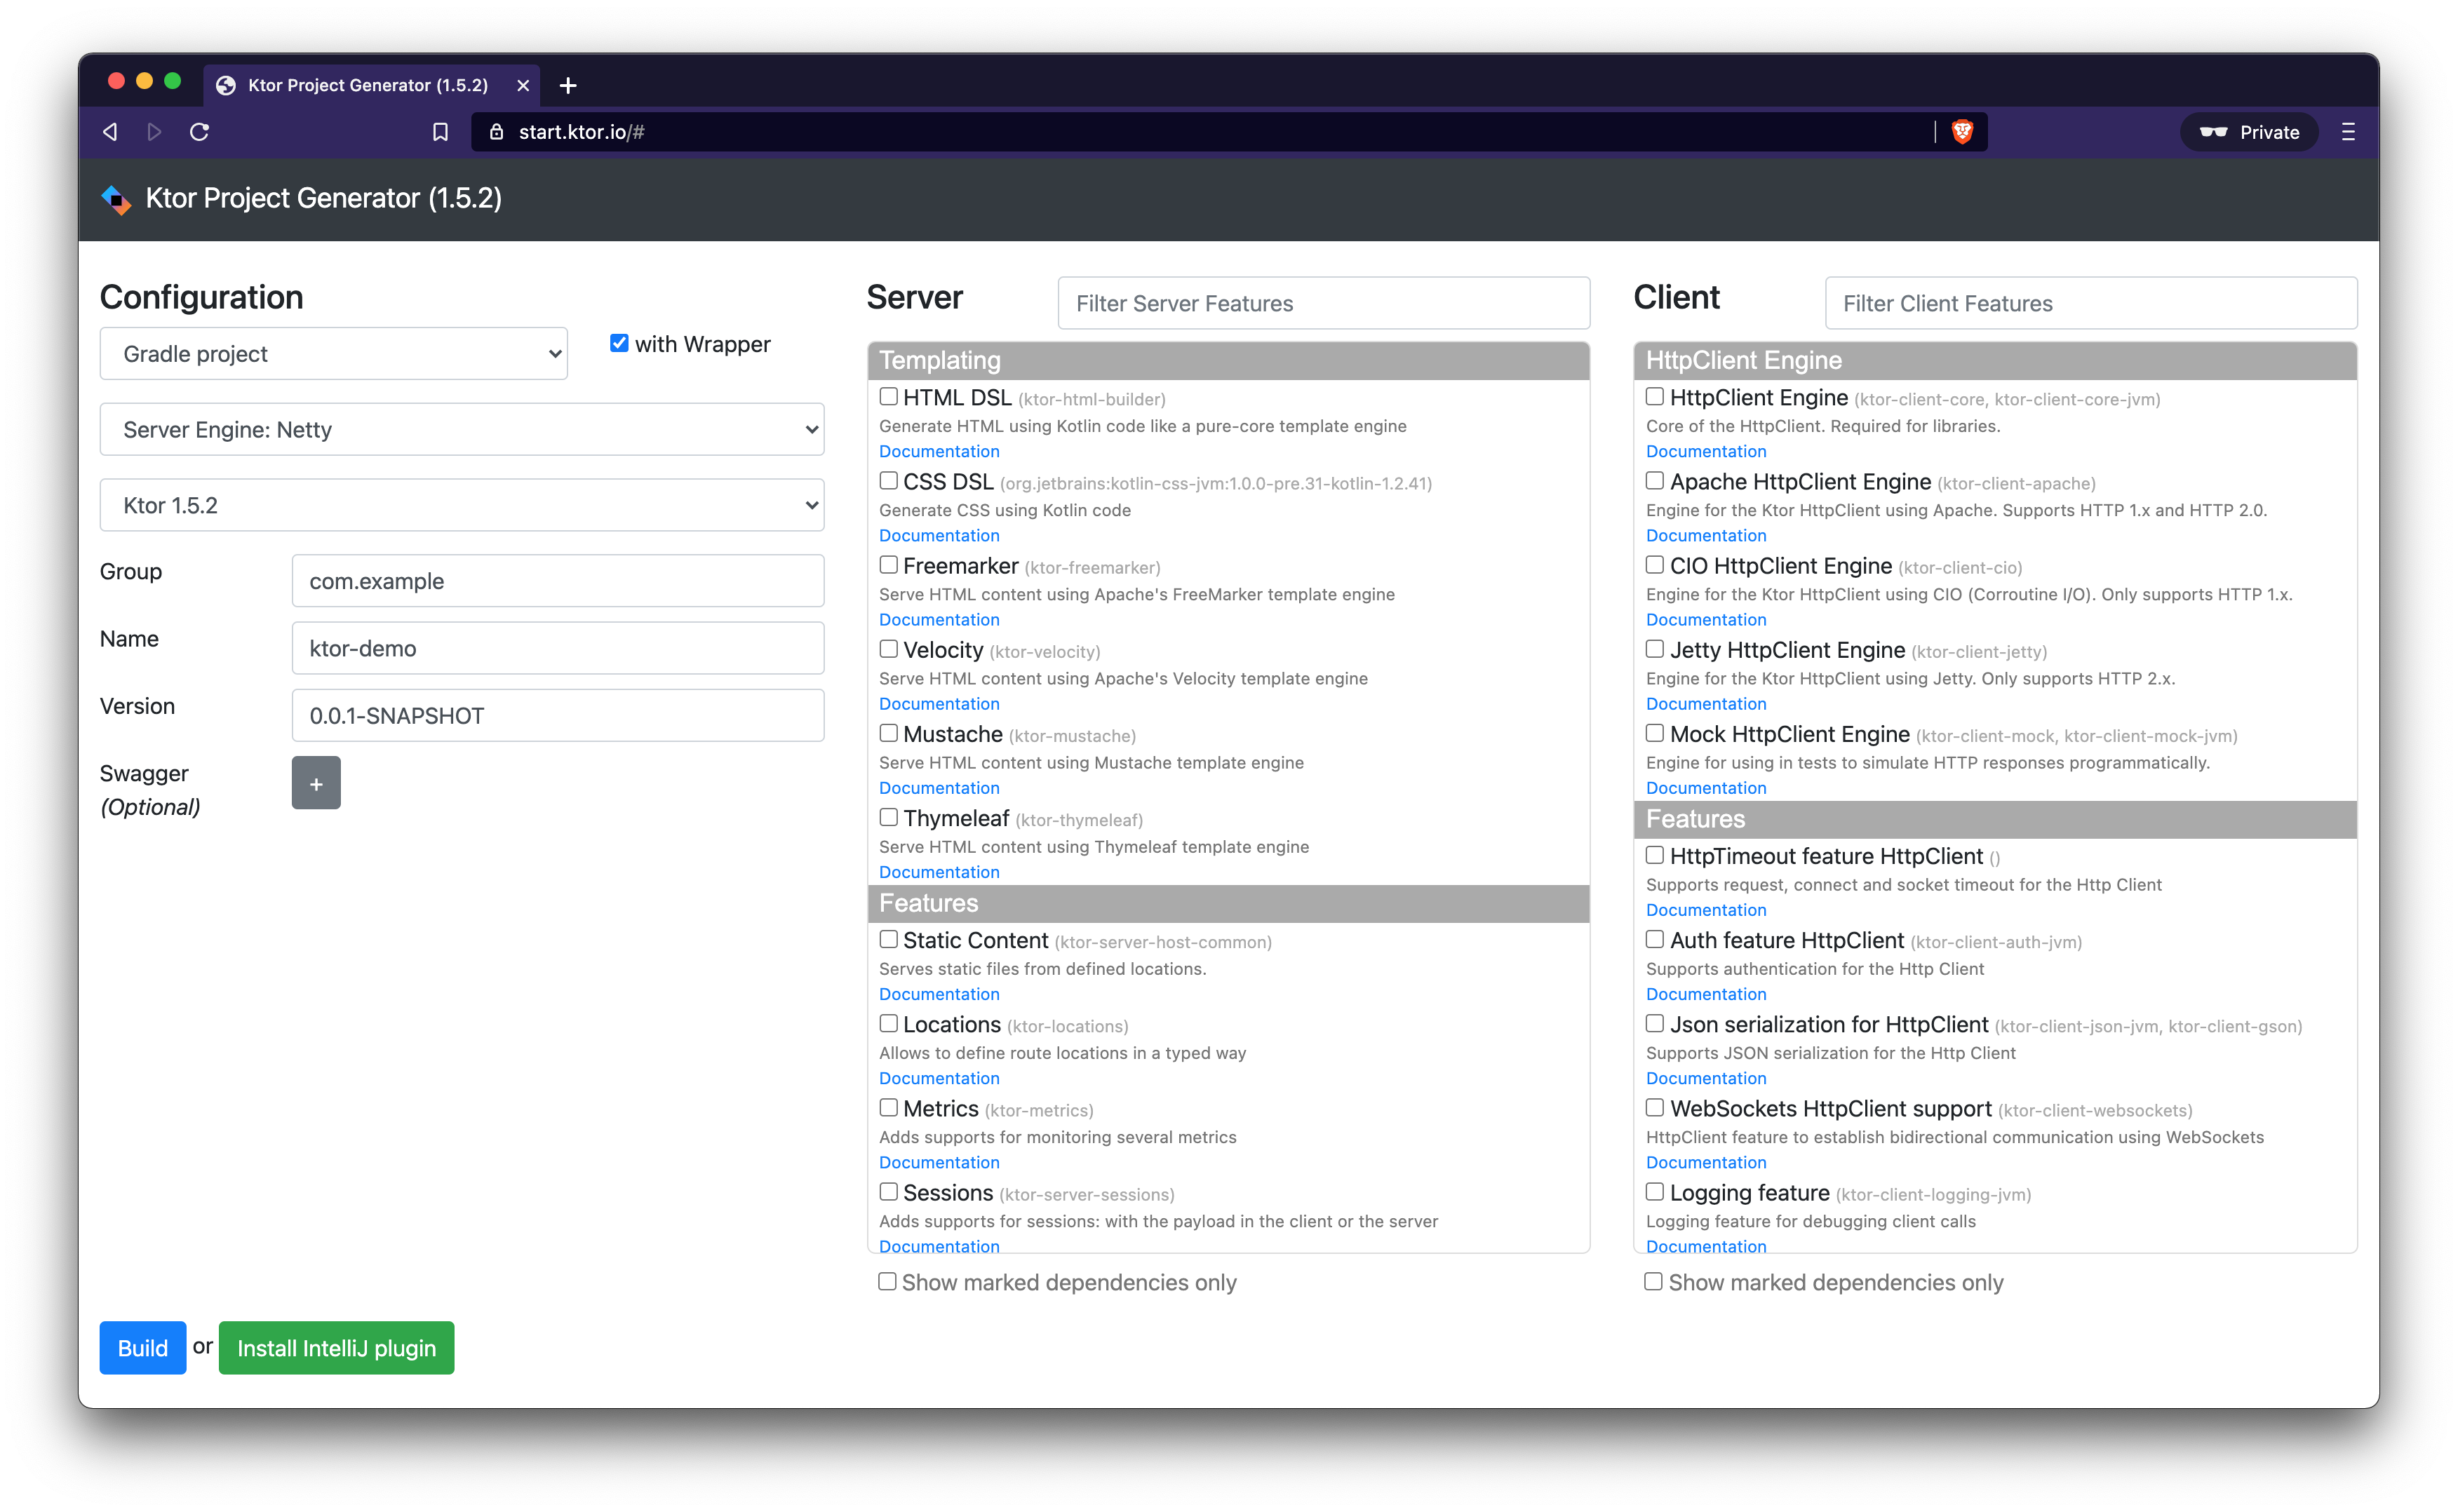 Ktor Project Generator (1.5.2)
start.ktor.io/#
Private
Ktor Project Generator (1.5.2)
Configuration
Gradle project
with Wrapper
Server Engine: Netty
Ktor 1.5.2
Group
com.example
Name
ktor-demo
Version
0.0.1-SNAPSHOT
Swagger
(Optional)
+
Build or Install IntelliJ plugin
Server
Filter Server Features
Templating
HTML DSL (ktor-html-builder)
Generate HTML using Kotlin code like a pure-core template engine
Documentation
CSS DSL (org.jetbrains:kotlin-css-jvm:1.0.0-pre.31-kotlin-1.2.41)
Generate CSS using Kotlin code
Documentation
Freemarker (ktor-freemarker)
Serve HTML content using Apache's FreeMarker template engine
Documentation
Velocity (ktor-velocity)
Serve HTML content using Apache's Velocity template engine
Documentation
Mustache (ktor-mustache)
Serve HTML content using Mustache template engine
Documentation
Thymeleaf (ktor-thymeleaf)
Serve HTML content using Thymeleaf template engine
Documentation
Features
Static Content (ktor-server-host-common)
Serves static files from defined locations.
Documentation
Locations (ktor-locations)
Allows to define route locations in a typed way
Documentation
Metrics (ktor-metrics)
Adds supports for monitoring several metrics
Documentation
Sessions (ktor-server-sessions)
Adds supports for sessions: with the payload in the client or the server
Documentation
Show marked dependencies only
Client
Filter Client Features
HttpClient Engine
HttpClient Engine (ktor-client-core, ktor-client-core-jvm)
Core of the HttpClient. Required for libraries.
Documentation
Apache HttpClient Engine (ktor-client-apache)
Engine for the Ktor HttpClient using Apache. Supports HTTP 1.x and HTTP 2.0.
Documentation
CIO HttpClient Engine (ktor-client-cio)
Engine for the Ktor HttpClient using CIO (Corroutine I/O). Only supports HTTP 1.x.
Documentation
Jetty HttpClient Engine (ktor-client-jetty)
Engine for the Ktor HttpClient using Jetty. Only supports HTTP 2.x.
Documentation
Mock HttpClient Engine (ktor-client-mock, ktor-client-mock-jvm)
Engine for using in tests to simulate HTTP responses programmatically.
Documentation
Features
HttpTimeout feature HttpClient ()
Supports request, connect and socket timeout for the Http Client
Documentation
Auth feature HttpClient (ktor-client-auth-jvm)
Supports authentication for the Http Client
Documentation
Json serialization for HttpClient (ktor-client-json-jvm, ktor-client-gson)
Supports JSON serialization for the Http Client
Documentation
WebSockets HttpClient support (ktor-client-websockets)
HttpClient feature to establish bidirectional communication using WebSockets
Documentation
Logging feature (ktor-client-logging-jvm)
Logging feature for debugging client calls
Documentation
Show marked dependencies only